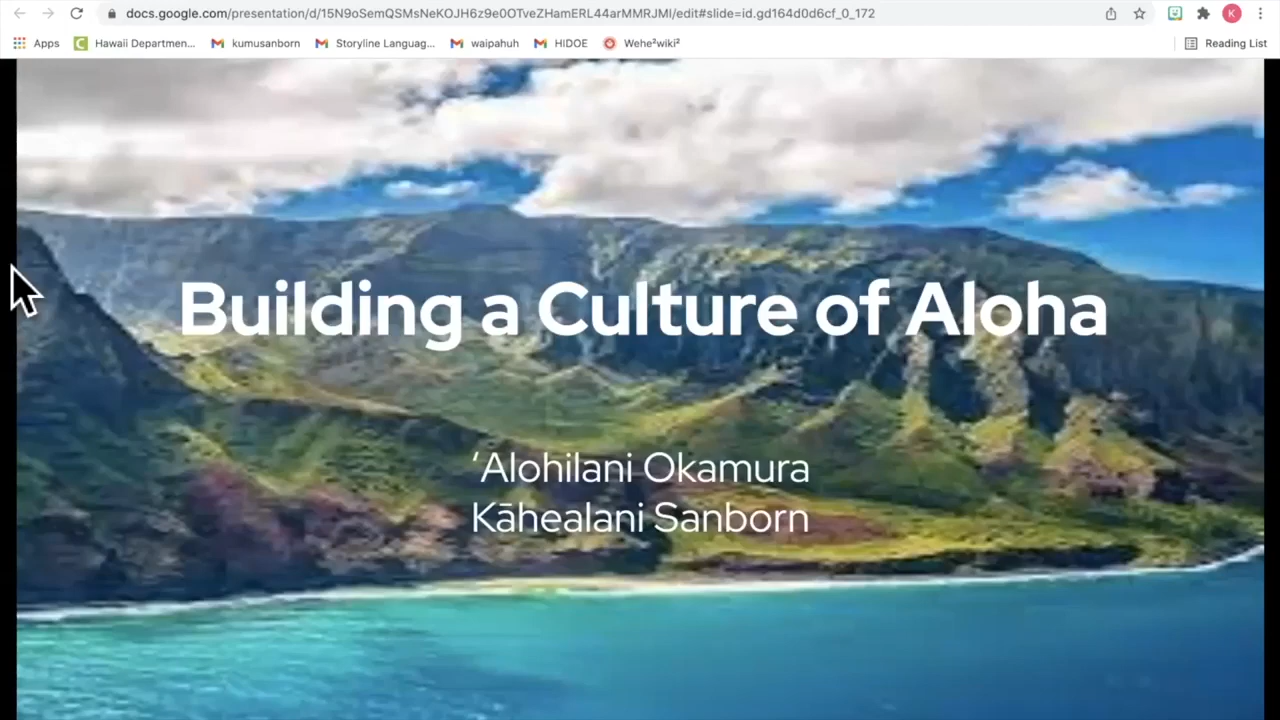 docs.google.com/presentation/d/15N9oSemQSMsNeKOJH6z9e0OTveZHamERL44arMMRJMI/edit#slide=id.gd164d0d6cf_0_172
K
Apps Hawaii Departmen... kumusanborn Storyline Languag... waipahuh HIDOE Wehe²wiki² Reading List
Building a Culture of Aloha
ʻAlohilani Okamura
Kāhealani Sanborn